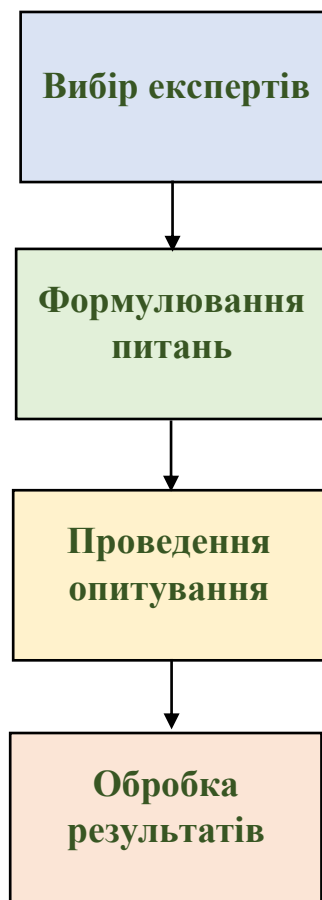 Вибір експертів
Формулювання
питань
Проведення
опитування
Обробка
результатів